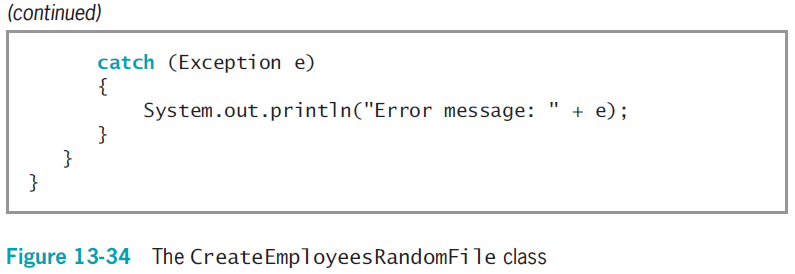 (continued)
catch (Exception e)
{
System.out.println("Error message: " + e);
}
}
}
Figure 13-34 The CreateEmployeesRandomFile class